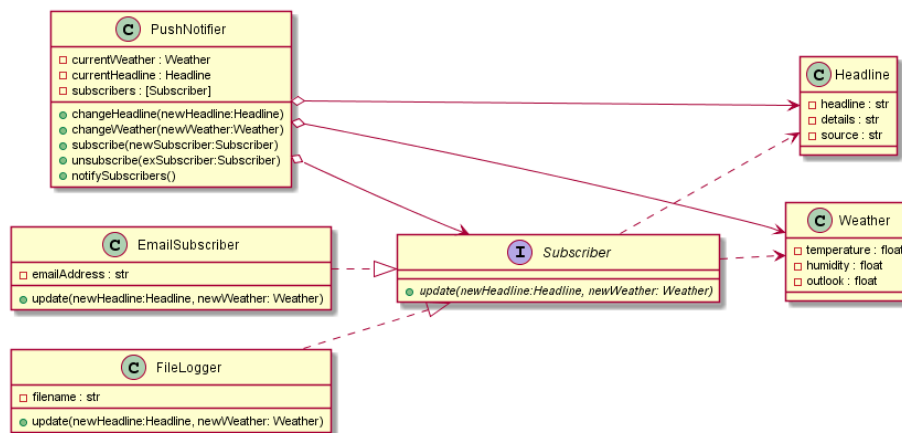 C PushNotifier
currentWeather : Weather
currentHeadline : Headline
subscribers : [Subscriber]
changeHeadline(newHeadline:Headline)
changeWeather(newWeather:Weather)
subscribe(newSubscriber:Subscriber)
unsubscribe(exSubscriber:Subscriber)
notifySubscribers()
C Headline
headline : str
details : str
source : str
C EmailSubscriber
emailAddress : str
update(newHeadline:Headline, newWeather: Weather)
I Subscriber
update(newHeadline:Headline, newWeather: Weather)
C Weather
temperature : float
humidity : float
outlook : float
C FileLogger
filename : str
update(newHeadline:Headline, newWeather: Weather)